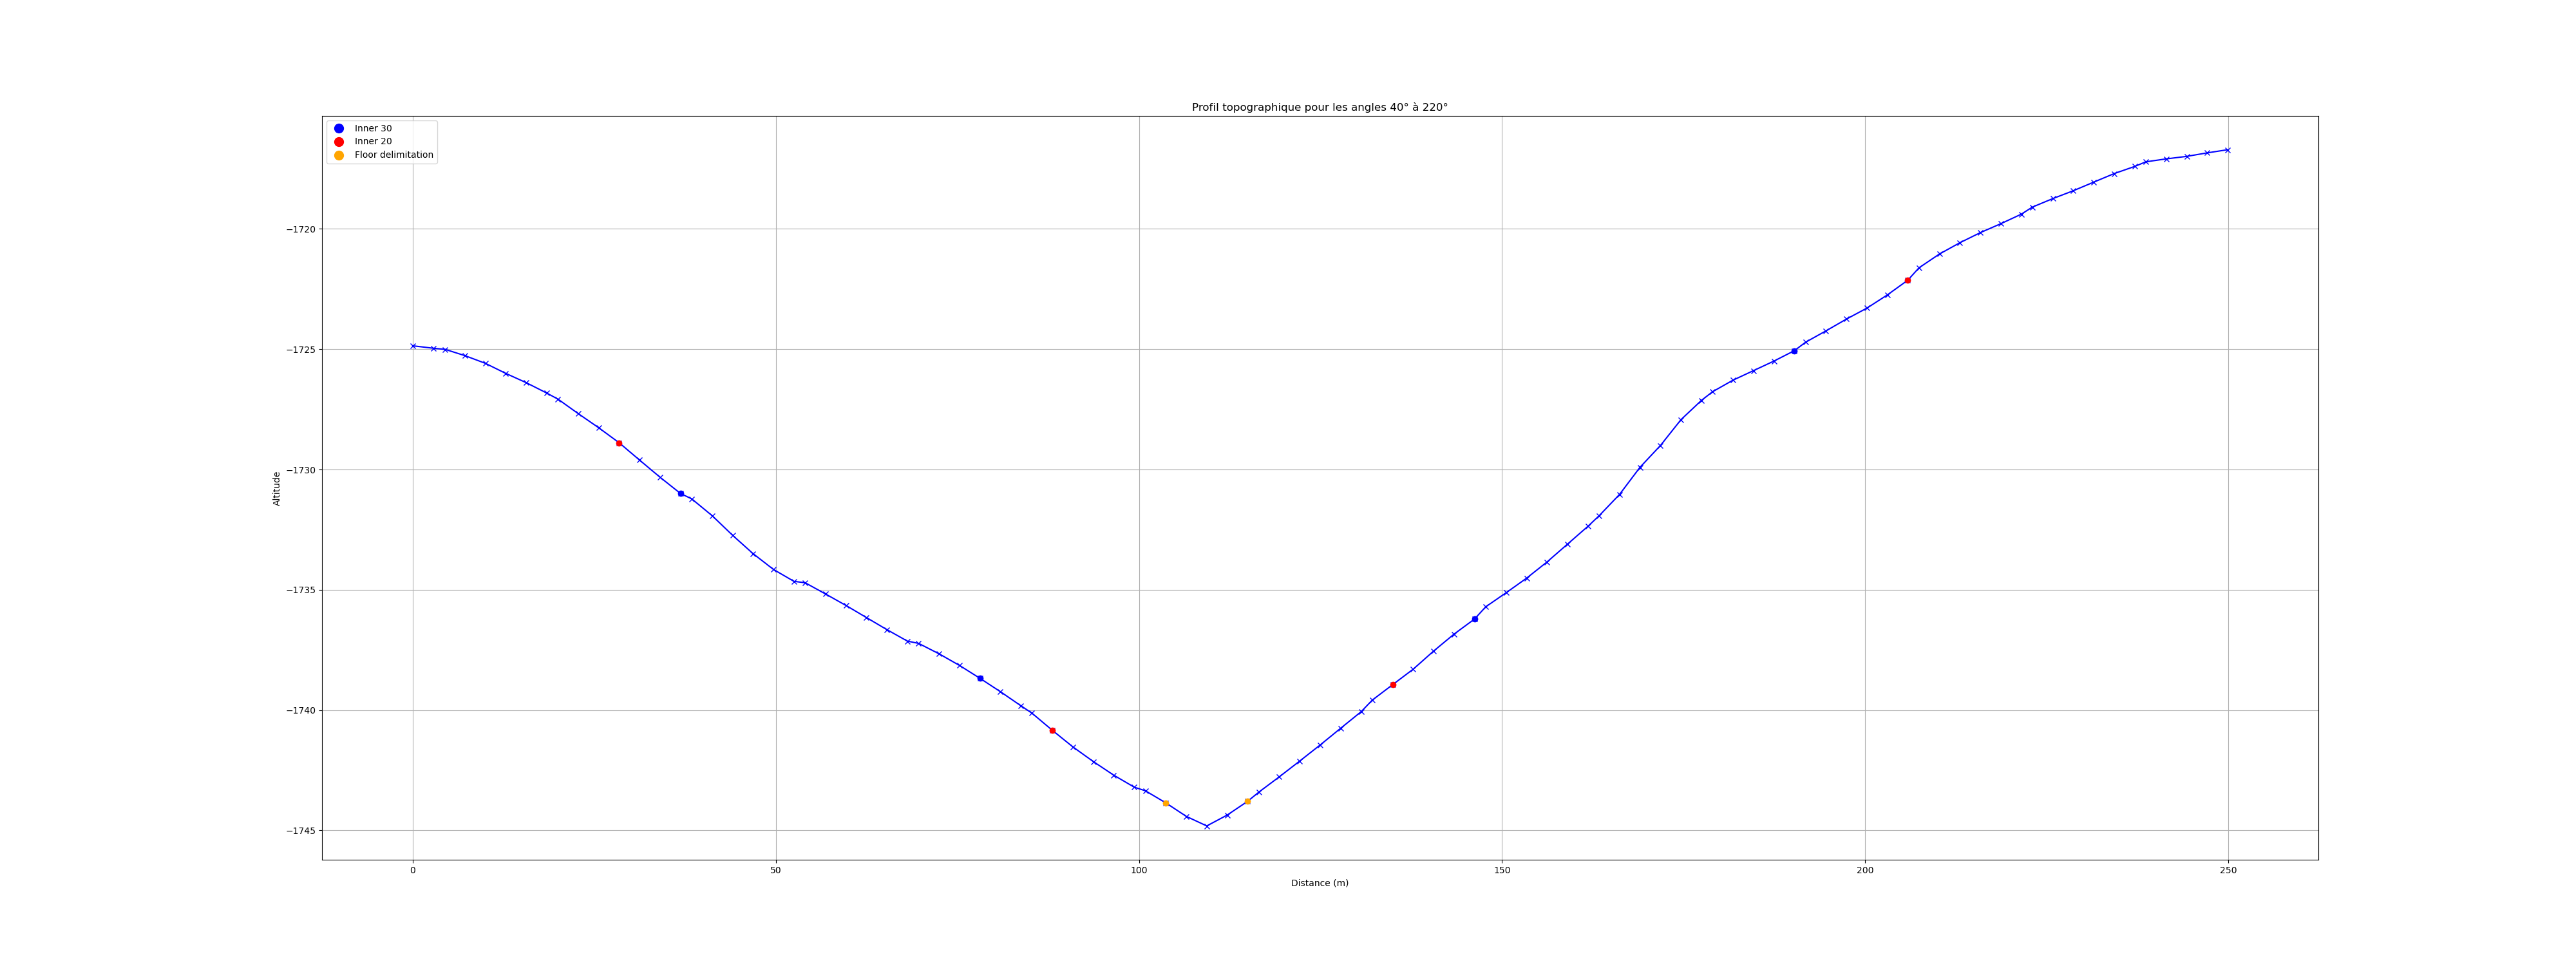 Profil topographique pour les angles 40° à 220°
Inner 30
Inner 20
Floor delimitation
−1720
−1725
−1730
−1735
−1740
−1745
Altitude
0 50 100 150 200 250
Distance (m)